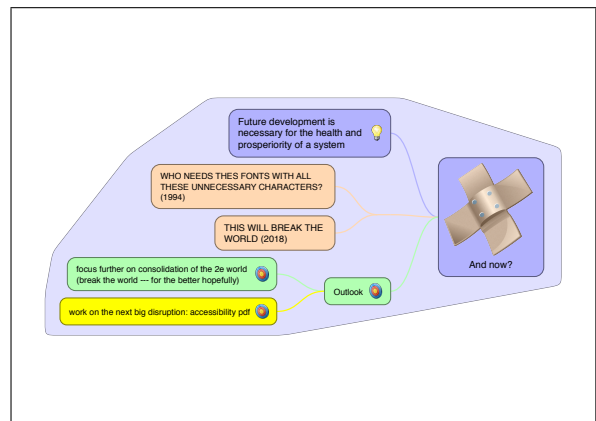 Future development is
necessary for the health and
prosperiority of a system
WHO NEEDS THES FONTS WITH ALL
THESE UNNECESSARY CHARACTERS?
(1994)
THIS WILL BREAK THE
WORLD (2018)
And now?
focus further on consolidation of the 2e world
(break the world --- for the better hopefully)
Outlook
work on the next big disruption: accessibility pdf